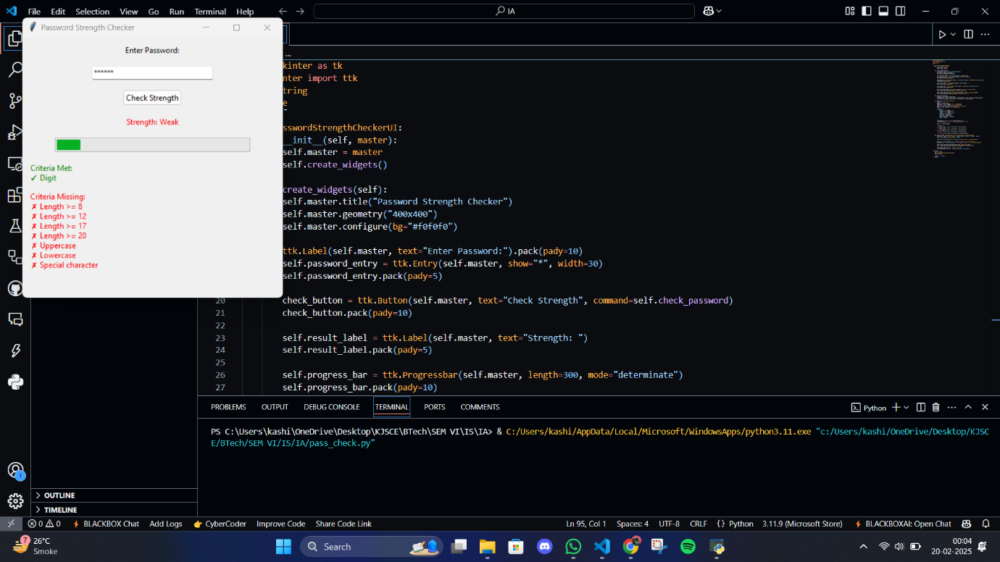 File Edit Selection View Go Run Terminal Help
IA
Password Strength Checker
Enter Password:
******
Check Strength
Strength: Weak
Criteria Met:
✓ Digit
Criteria Missing:
✗ Length >= 8
✗ Length >= 12
✗ Length >= 17
✗ Length >= 20
✗ Uppercase
✗ Lowercase
✗ Special character
...
kinter as tk
nter import ttk
tring
e
sswordStrengthCheckerUI:
__init__(self, master):
self.master = master
self.create_widgets()
create_widgets(self):
self.master.title("Password Strength Checker")
self.master.geometry("400x400")
self.master.configure(bg="#f0f0f0")
ttk.Label(self.master, text="Enter Password:").pack(pady=10)
self.password_entry = ttk.Entry(self.master, show="*", width=30)
self.password_entry.pack(pady=5)
20 check_button = ttk.Button(self.master, text="Check Strength", command=self.check_password)
21 check_button.pack(pady=10)
22
23 self.result_label = ttk.Label(self.master, text="Strength: ")
24 self.result_label.pack(pady=5)
25
26 self.progress_bar = ttk.Progressbar(self.master, length=300, mode="determinate")
27 self.progress_bar.pack(pady=10)
PROBLEMS OUTPUT DEBUG CONSOLE TERMINAL PORTS COMMENTS
Python
PS C:\Users\kashi\OneDrive\Desktop\KJSCE\BTech\SEM VI\IS\IA> & C:/Users/kashi/AppData/Local/Microsoft/WindowsApps/python3.11.exe "c:/Users/kashi/OneDrive/Desktop/KJSC
E/BTech/SEM VI/IS/IA/pass_check.py"
1
OUTLINE
TIMELINE
0 0 BLACKBOX Chat Add Logs CyberCoder Improve Code Share Code Link
Ln 95, Col 1 Spaces: 4 UTF-8 CRLF {} Python 3.11.9 (Microsoft Store) BLACKBOXAI: Open Chat
7
26°C
Smoke
Search
00:04
20-02-2025